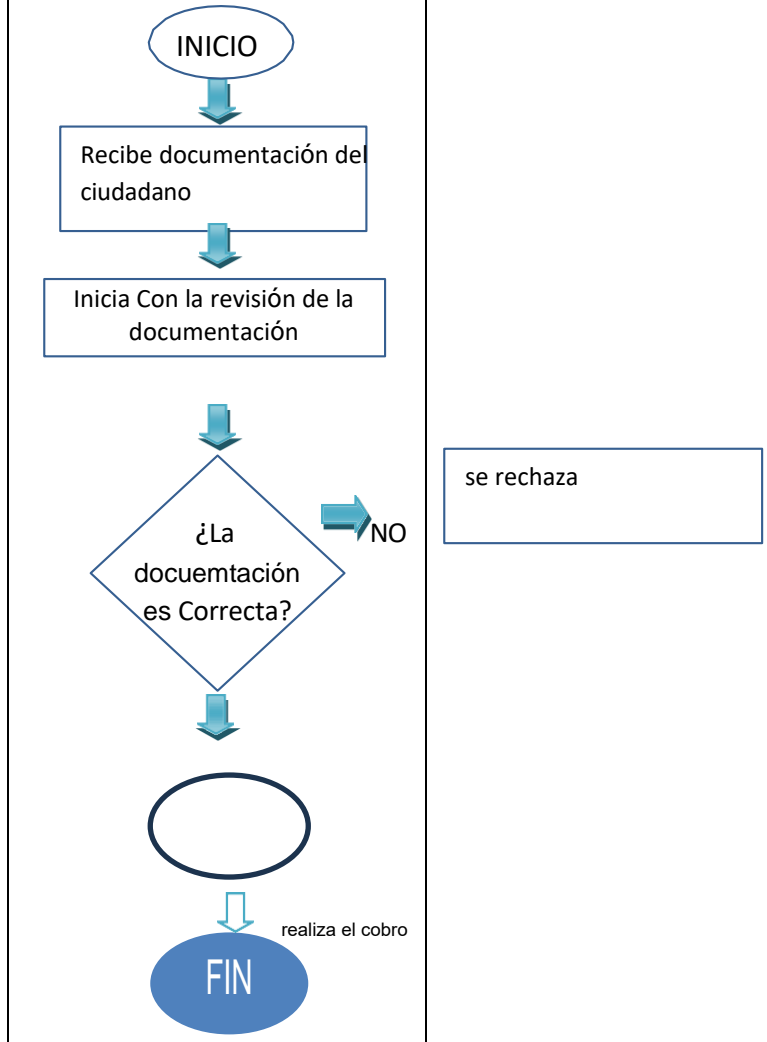 INICIO
Recibe documentación del
ciudadano
Inicia Con la revisión de la
documentación
¿La
docuemtación
es Correcta?
NO
se rechaza
realiza el cobro
FIN